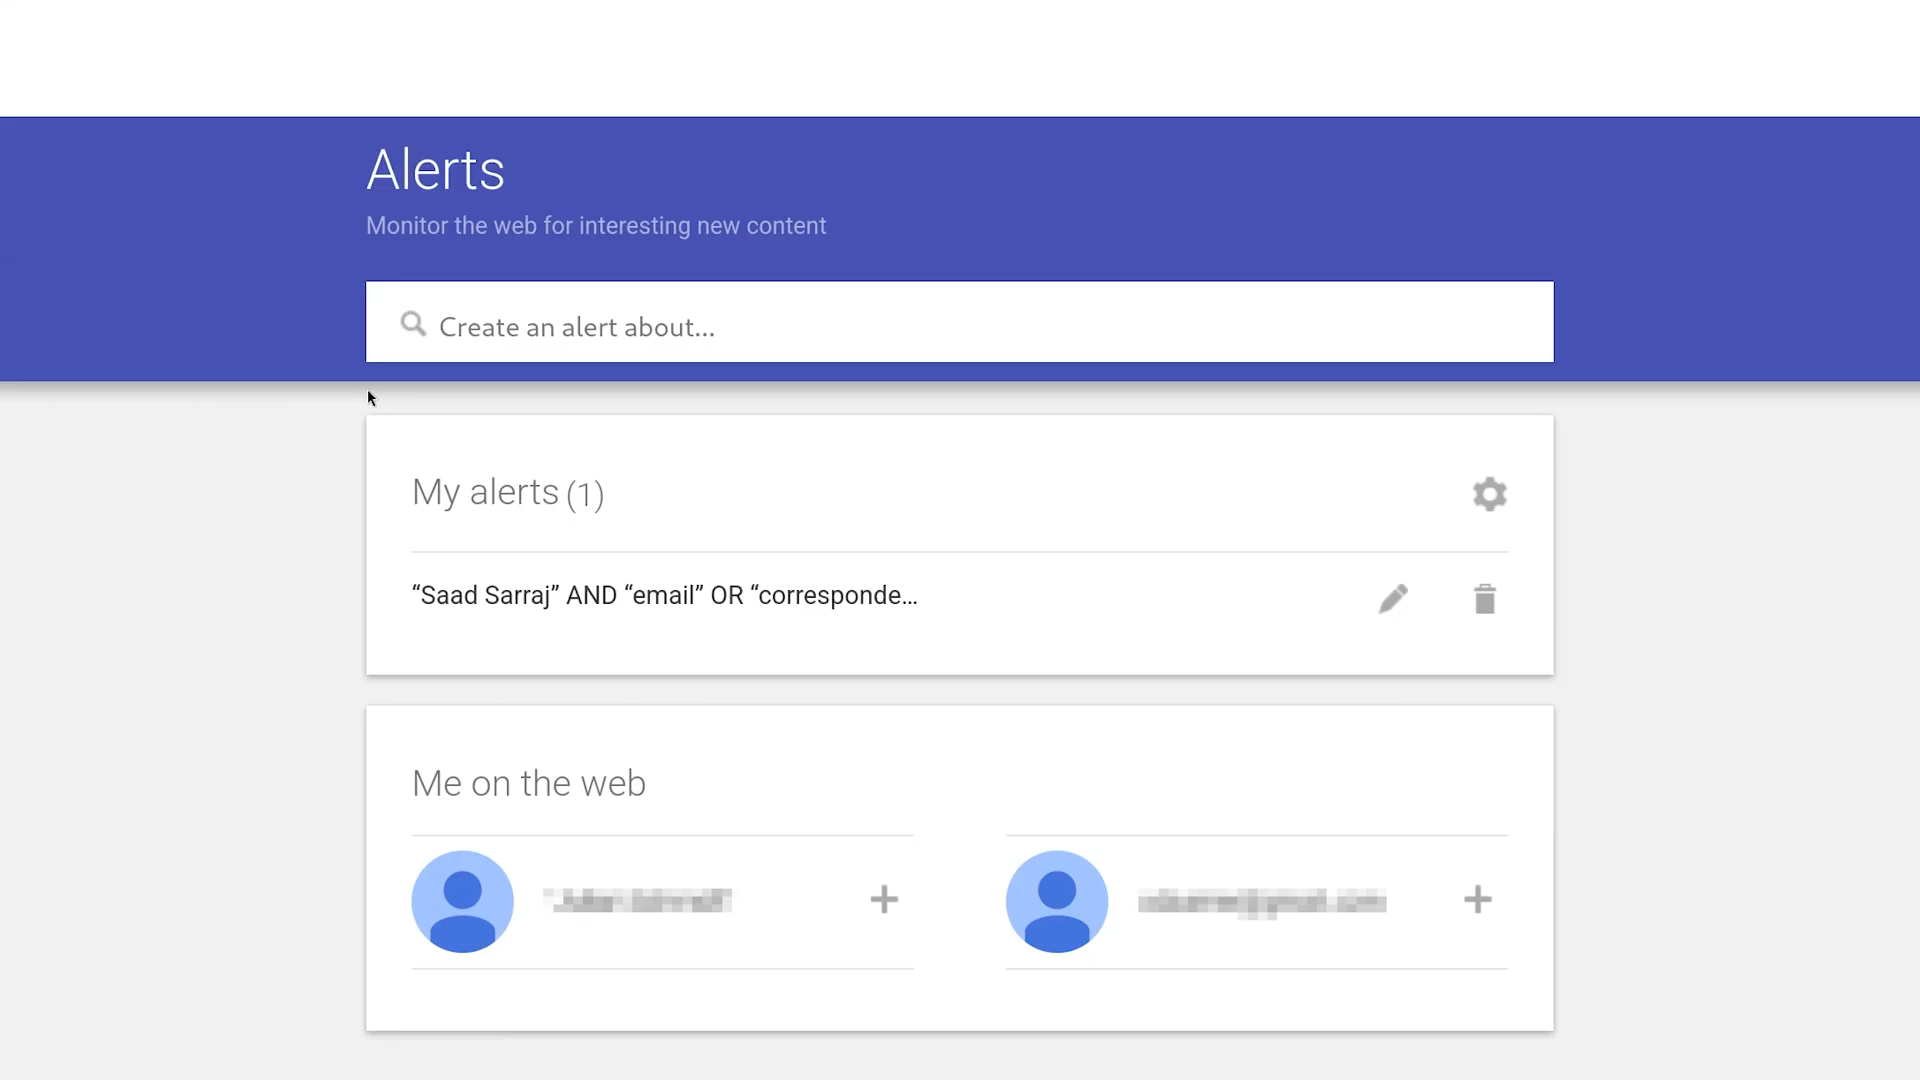 Alerts
Monitor the web for interesting new content
Create an alert about...
My alerts (1)
“Saad Sarraj” AND “email” OR “corresponde...
Me on the web